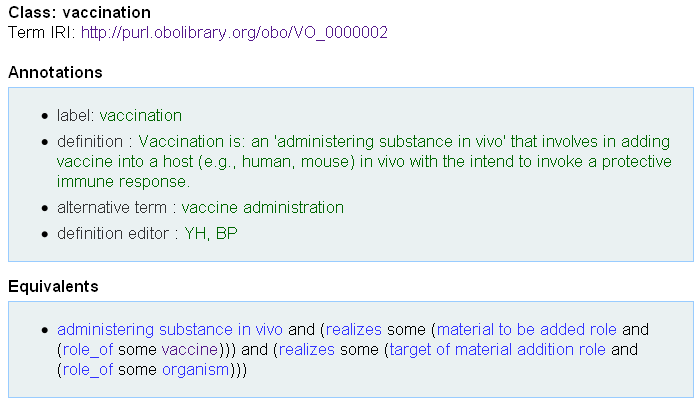 Class: vaccination
Term IRI: http://purl.obolibrary.org/obo/VO_0000002
Annotations
• label: vaccination
• definition : Vaccination is: an 'administering substance in vivo' that involves in adding
vaccine into a host (e.g., human, mouse) in vivo with the intend to invoke a protective
immune response.
• alternative term : vaccine administration
• definition editor : YH, BP
Equivalents
• administering substance in vivo and (realizes some (material to be added role and
(role_of some vaccine))) and (realizes some (target of material addition role and
(role_of some organism)))